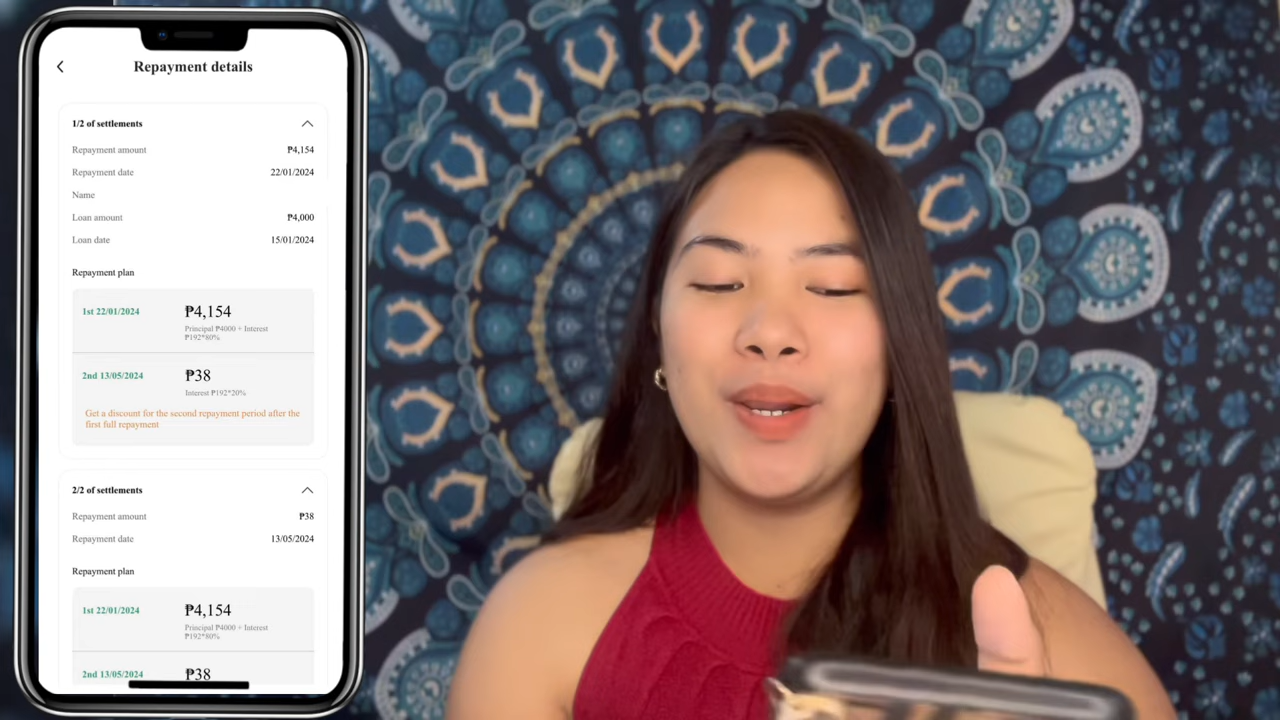 Repayment details
1/2 of settlements
Repayment amount ₱4,154
Repayment date 22/01/2024
Name
Loan amount ₱4,000
Loan date 15/01/2024
Repayment plan
1st 22/01/2024 ₱4,154
Principal ₱4000 + Interest
₱192*80%
2nd 13/05/2024 ₱38
Interest ₱192*20%
Get a discount for the second repayment period after the
first full repayment
2/2 of settlements
Repayment amount ₱38
Repayment date 13/05/2024
Repayment plan
1st 22/01/2024 ₱4,154
Principal ₱4000 + Interest
₱192*80%
2nd 13/05/2024 ₱38